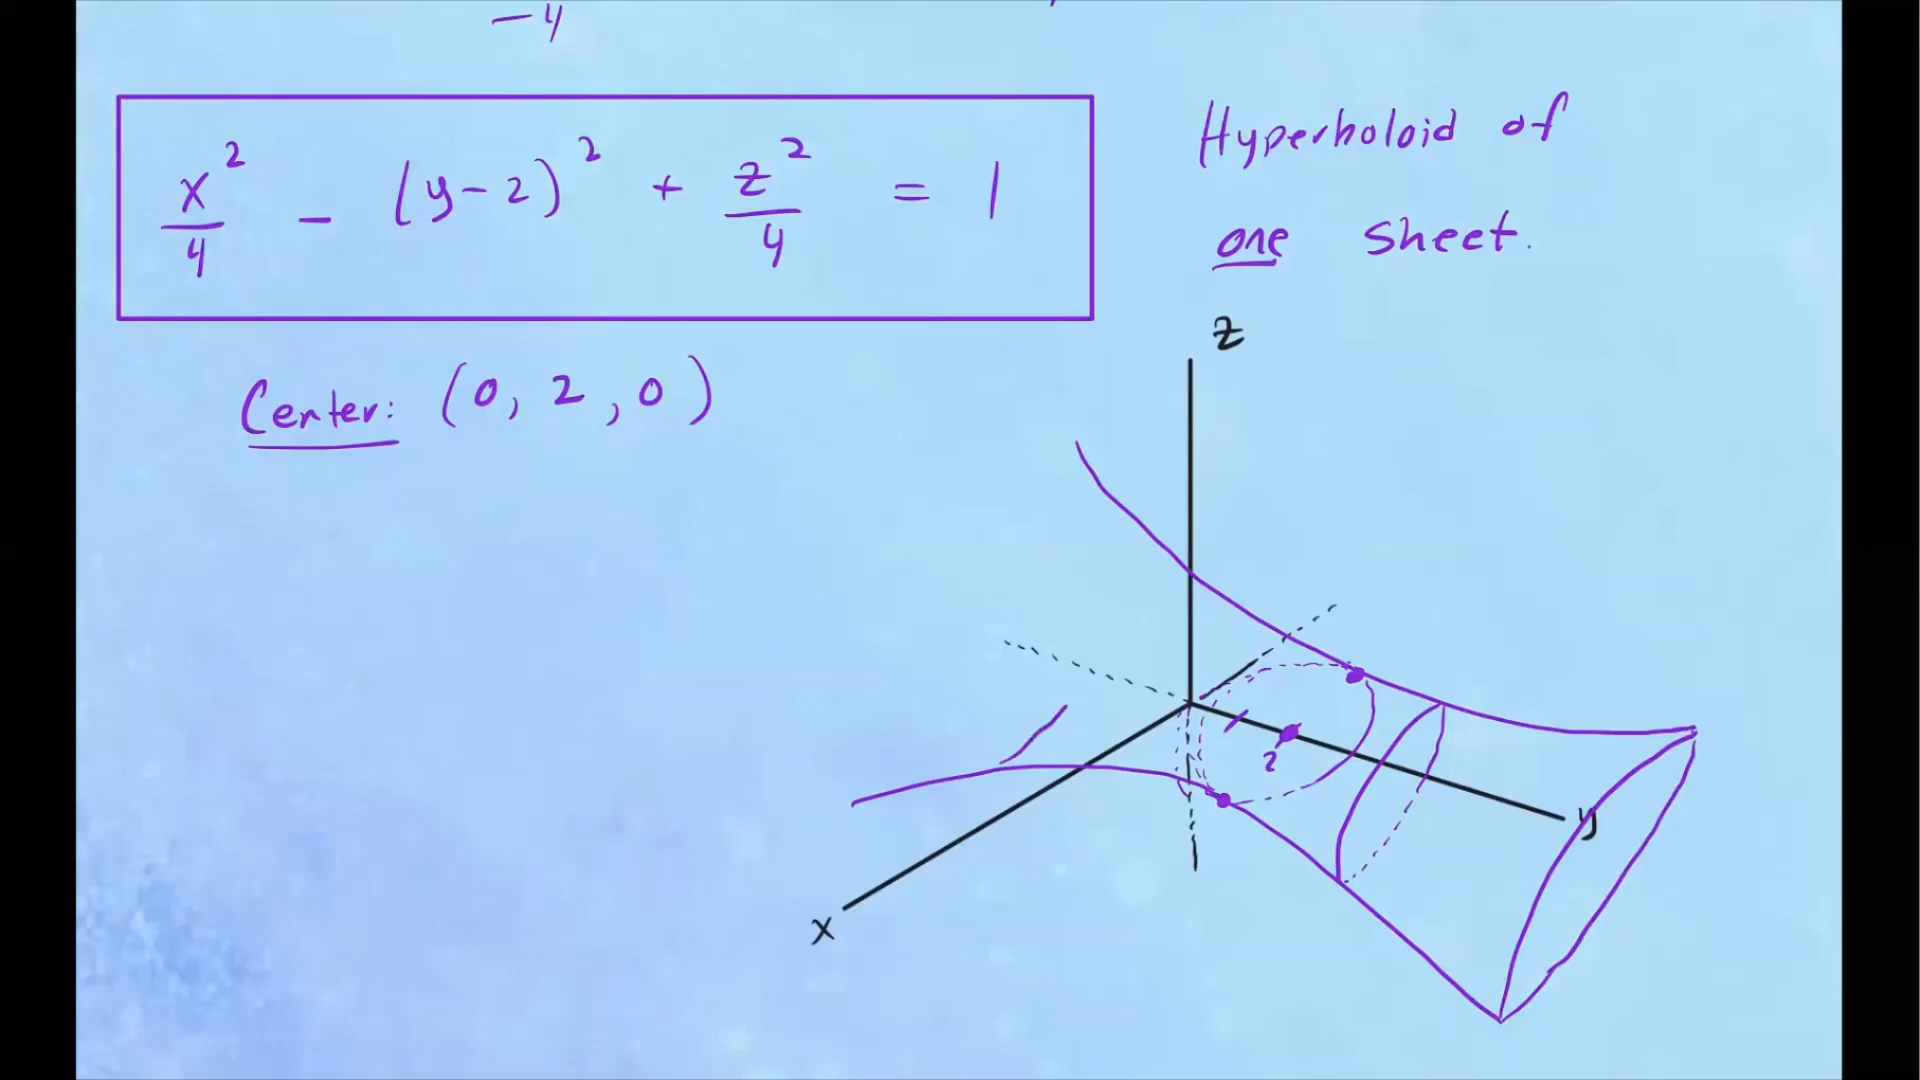 -4
x²/4 - (y-2)² + z²/4 = 1
Hyperboloid of
one sheet.
Center: (0, 2, 0)
z
2
y
x